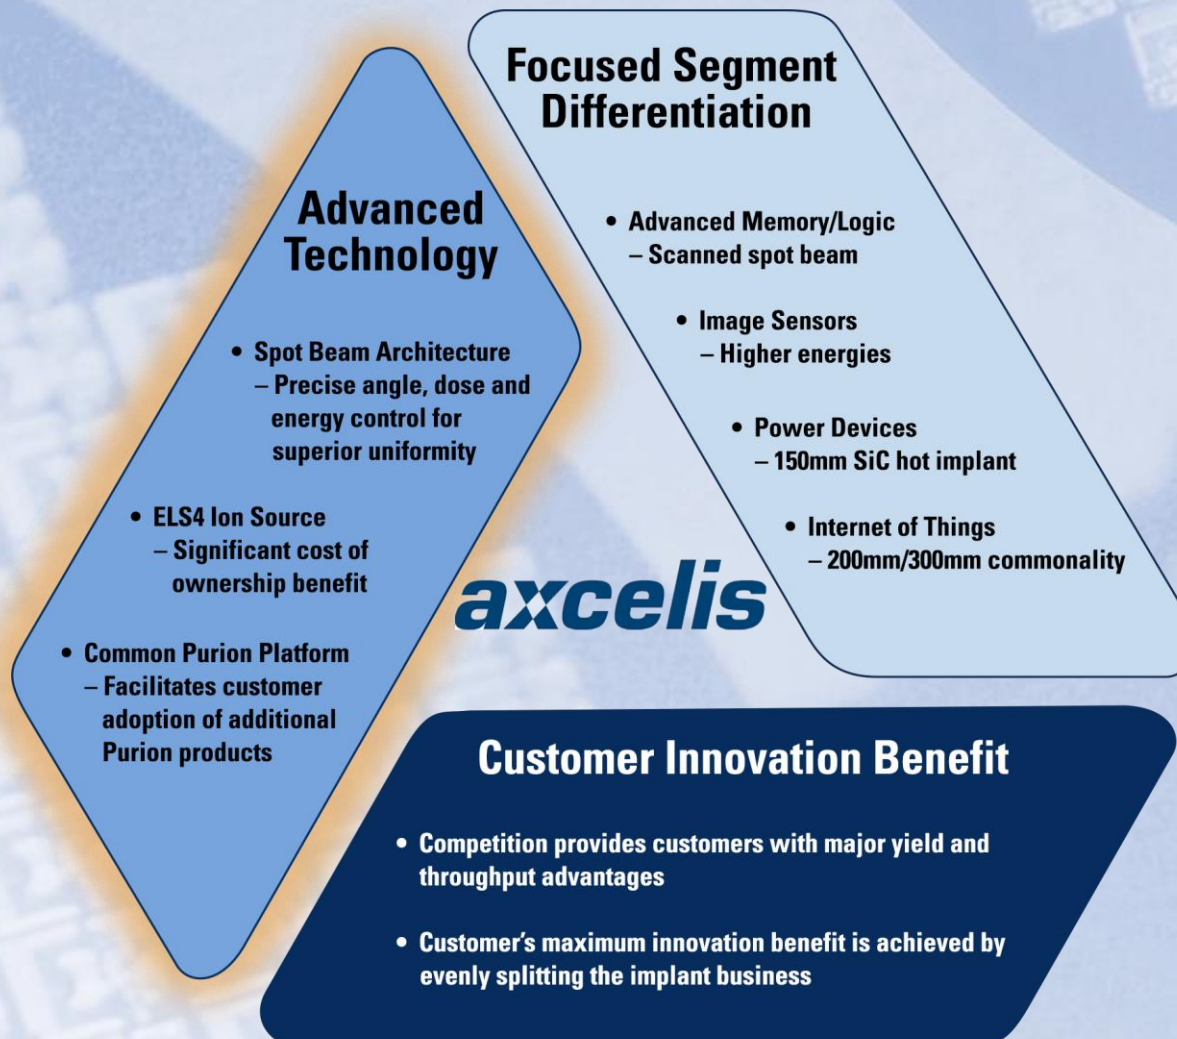 Advanced
Technology
• Spot Beam Architecture
– Precise angle, dose and
energy control for
superior uniformity
• ELS4 Ion Source
– Significant cost of
ownership benefit
• Common Purion Platform
– Facilitates customer
adoption of additional
Purion products
Focused Segment
Differentiation
• Advanced Memory/Logic
– Scanned spot beam
• Image Sensors
– Higher energies
• Power Devices
– 150mm SiC hot implant
• Internet of Things
– 200mm/300mm commonality
axcelis
Customer Innovation Benefit
• Competition provides customers with major yield and
throughput advantages
• Customer’s maximum innovation benefit is achieved by
evenly splitting the implant business